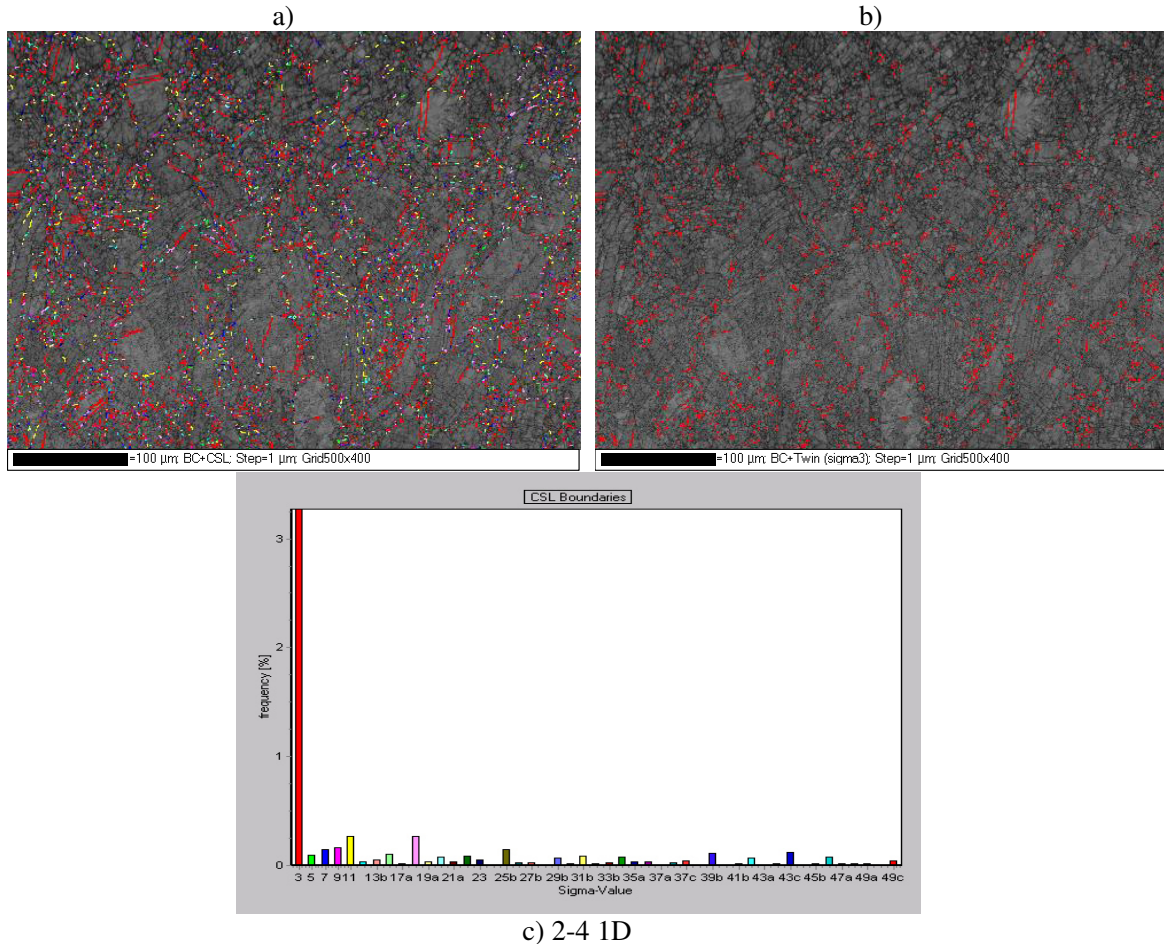 a) b)
=100 µm; BC+CSL; Step=1 µm; Grid500x400 =100 µm; BC+Twin (sigma3); Step=1 µm; Grid500x400
CSL Boundaries
3
2
1
0
frequency [%]
3 5 7 9 11 13b 17a 19a 21a 23 25b 27b 29b 31b 33b 35a 37a 37c 39b 41b 43a 43c 45b 47a 49a 49c
Sigma-Value
c) 2-4 1D